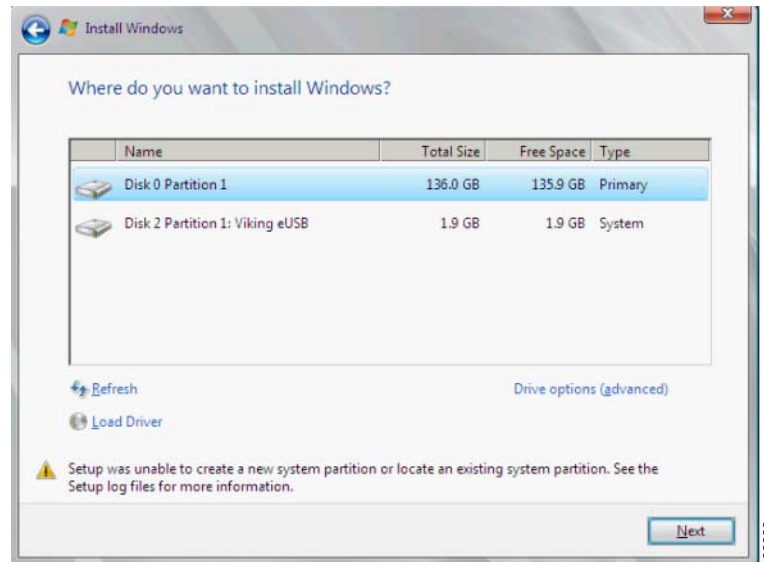 Install Windows
Where do you want to install Windows?
Name Total Size Free Space Type
Disk 0 Partition 1 136.0 GB 135.9 GB Primary
Disk 2 Partition 1: Viking eUSB 1.9 GB 1.9 GB System
Refresh Drive options (advanced)
Load Driver
Setup was unable to create a new system partition or locate an existing system partition. See the
Setup log files for more information.
Next